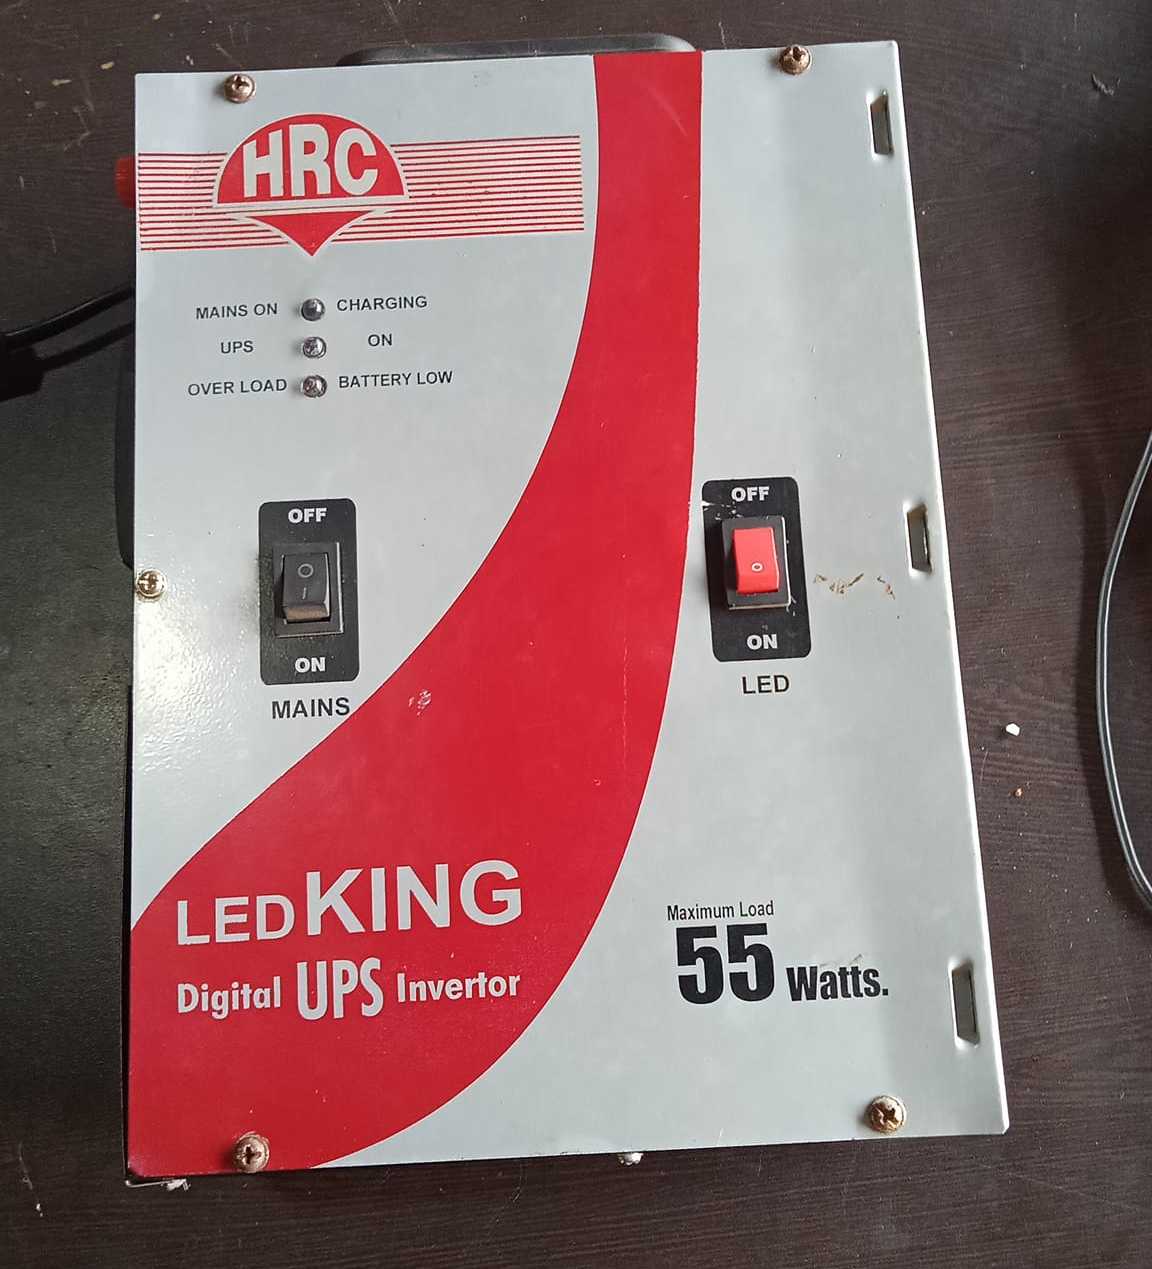 HRC
MAINS ON CHARGING
UPS ON
OVER LOAD BATTERY LOW
OFF
ON
MAINS
OFF
ON
LED
LED KING
Digital UPS Invertor
Maximum Load
55 Watts.